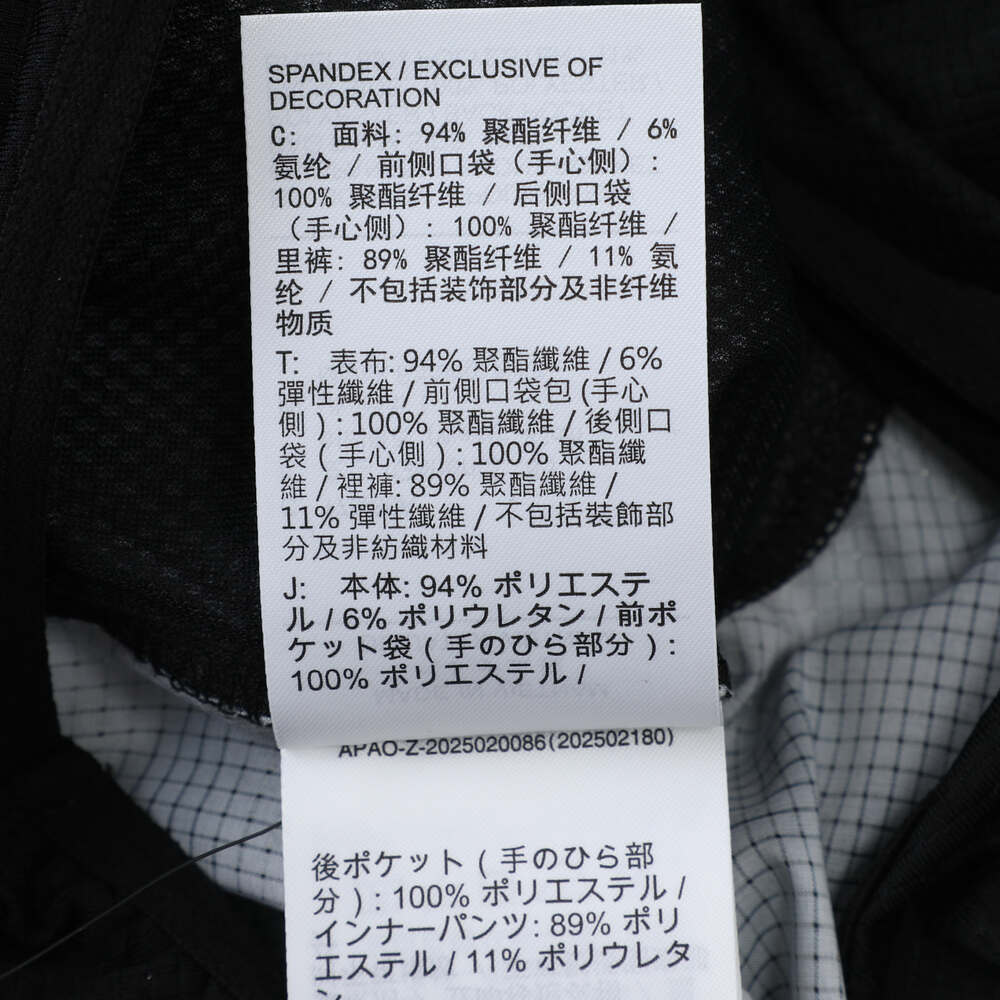 SPANDEX / EXCLUSIVE OF
DECORATION
C: 面料: 94% 聚酯纤维 / 6%
氨纶 / 前侧口袋 (手心侧) :
100% 聚酯纤维 / 后侧口袋
(手心侧) : 100% 聚酯纤维 /
里裤: 89% 聚酯纤维 / 11% 氨
纶 / 不包括装饰部分及非纤维
物质
T: 表布: 94% 聚酯纖維 / 6%
彈性纖維 / 前側口袋包 (手心
側 ) : 100% 聚酯纖維 / 後側口
袋 ( 手心側 ) : 100% 聚酯纖
維 / 裡褲: 89% 聚酯纖維 /
11% 彈性纖維 / 不包括裝飾部
分及非紡織材料
J: 本体: 94% ポリエステ
ル / 6% ポリウレタン / 前ポ
ケット袋 ( 手のひら部分 ) :
100% ポリエステル /
APAO-Z-2025020086(202502180)
後ポケット ( 手のひら部
分 ) : 100% ポリエステル /
インナーパンツ: 89% ポリ
エステル / 11% ポリウレタ
ン